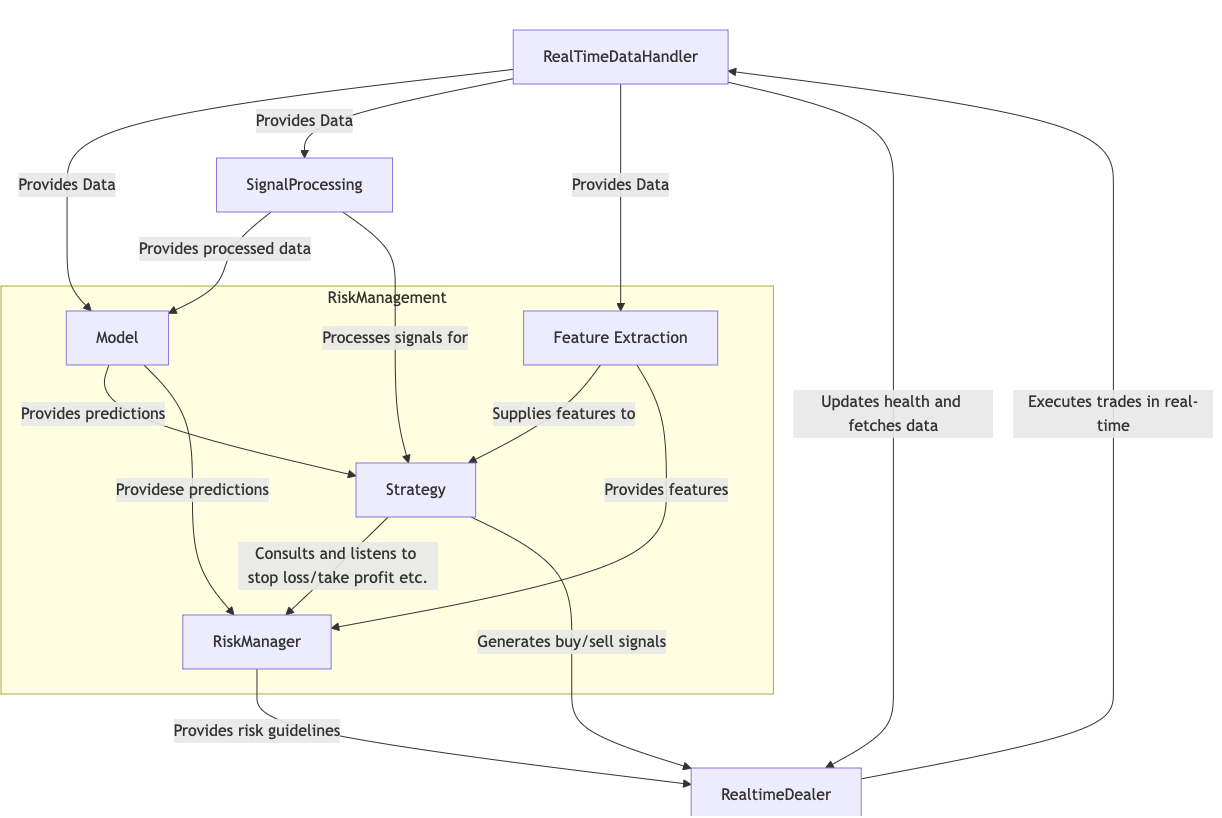 RealTimeDataHandler
Provides Data
SignalProcessing
Provides Data
Provides Data
Provides processed data
RiskManagement
Model
Processes signals for
Feature Extraction
Provides predictions
Supplies features to
Updates health and
fetches data
Executes trades in real-
time
Strategy
Providese predictions
Provides features
Consults and listens to
stop loss/take profit etc.
RiskManager
Generates buy/sell signals
Provides risk guidelines
RealtimeDealer